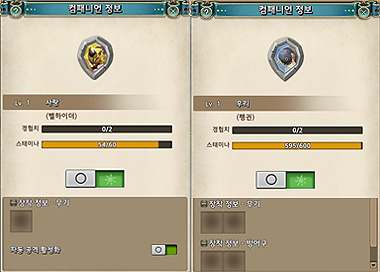 컴패니언 정보
Lv. 1 사랑
(벨하이더)
경험치 0/2
스태미나 54/60
장착 정보 - 무기
자동 공격 활성화
컴패니언 정보
Lv. 1 우리
(펭귄)
경험치 0/2
스태미나 595/600
장착 정보 - 무기
장착 정보 - 방어구